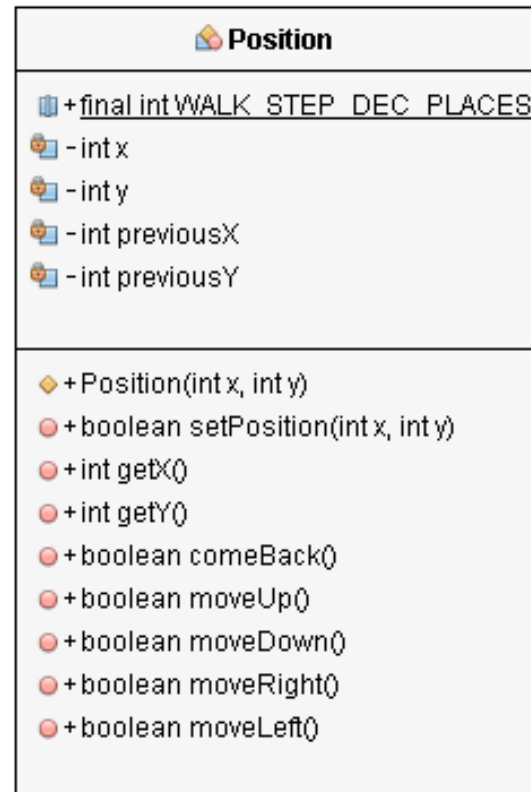 Position
+final int WALK_STEP_DEC_PLACES
-int x
-int y
-int previousX
-int previousY
+Position(int x, int y)
+boolean setPosition(int x, int y)
+int getX()
+int getY()
+boolean comeBack()
+boolean moveUp()
+boolean moveDown()
+boolean moveRight()
+boolean moveLeft()